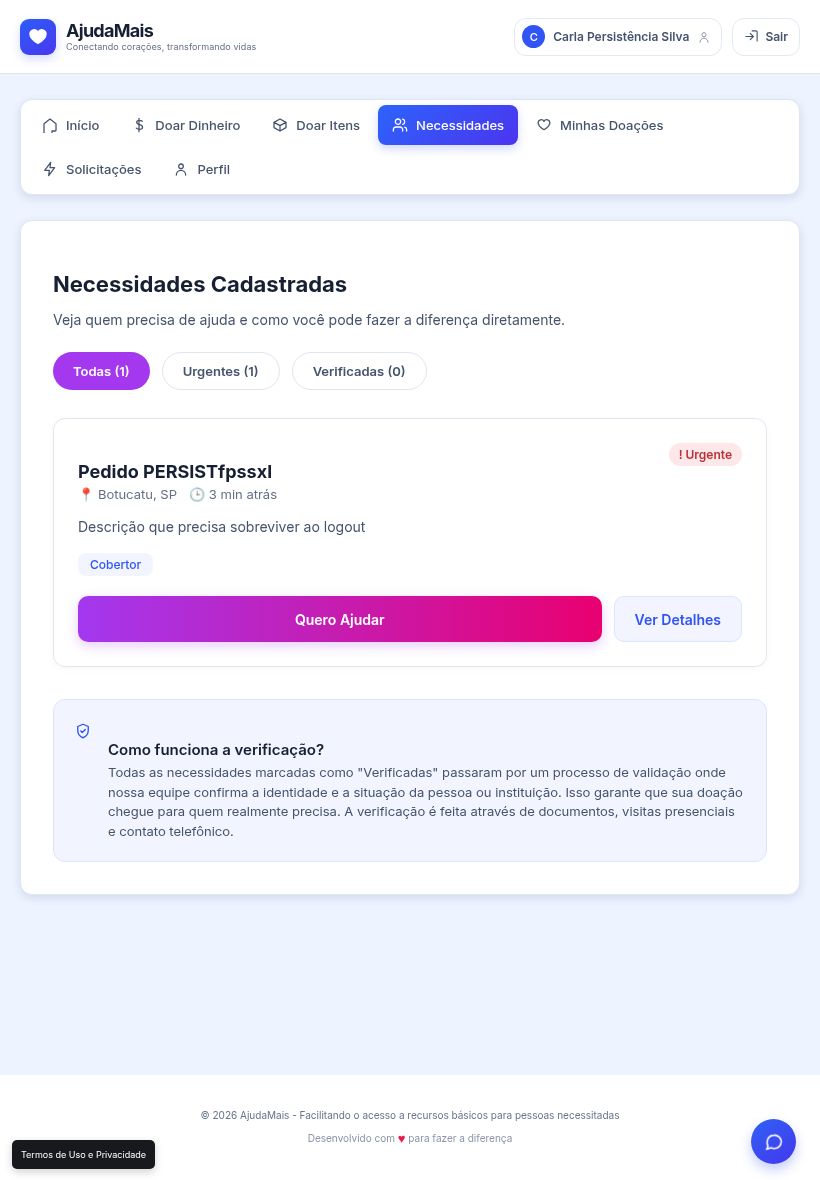 AjudaMais
Conectando corações, transformando vidas
C Carla Persistência Silva
Sair
Início
Doar Dinheiro
Doar Itens
Necessidades
Minhas Doações
Solicitações
Perfil
Necessidades Cadastradas
Veja quem precisa de ajuda e como você pode fazer a diferença diretamente.
Todas (1)
Urgentes (1)
Verificadas (0)
! Urgente
Pedido PERSISTfpssxl
📍 Botucatu, SP 🕒 3 min atrás
Descrição que precisa sobreviver ao logout
Cobertor
Quero Ajudar
Ver Detalhes
Como funciona a verificação?
Todas as necessidades marcadas como "Verificadas" passaram por um processo de validação onde
nossa equipe confirma a identidade e a situação da pessoa ou instituição. Isso garante que sua doação
chegue para quem realmente precisa. A verificação é feita através de documentos, visitas presenciais
e contato telefônico.
© 2026 AjudaMais - Facilitando o acesso a recursos básicos para pessoas necessitadas
Desenvolvido com ♥ para fazer a diferença
Termos de Uso e Privacidade